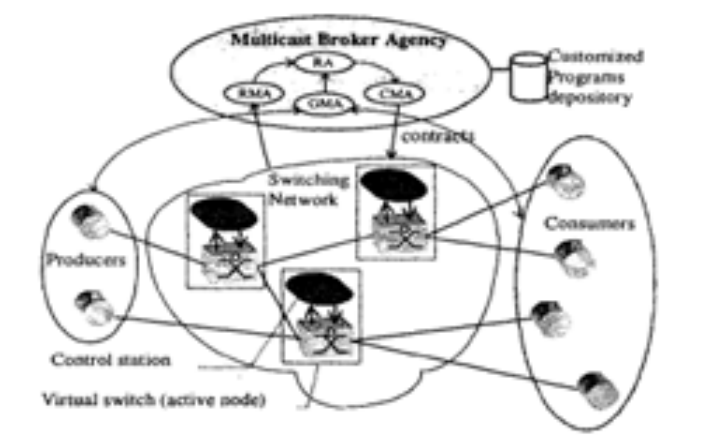 Multicast Broker Agency
RA
RMA
GMA
CMA
Customized
Programs
depository
contracts
Switching
Network
Producers
Consumers
Control station
Virtual switch (active node)